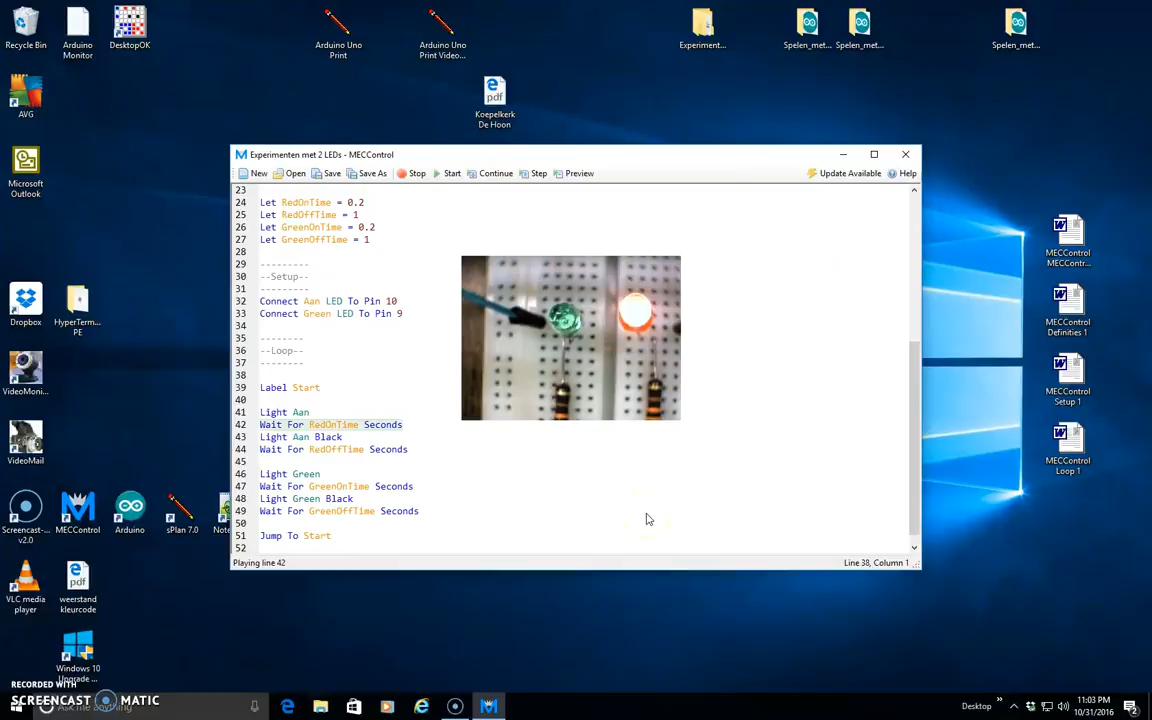 Recycle Bin
Arduino
Monitor
DesktopOK
Arduino Uno
Print
Arduino Uno
Print Video...
Experiment...
Spelen_met...
Spelen_met...
Spelen_met...
AVG
Koepelkerk
De Hoon
Microsoft
Outlook
Experimenten met 2 LEDs - MECControl
New Open Save Save As Stop Start Continue Step Preview Update Available Help
23
24 Let RedOnTime = 0.2
25 Let RedOffTime = 1
26 Let GreenOnTime = 0.2
27 Let GreenOffTime = 1
28
29 ---------
30 --Setup--
31 ---------
32 Connect Aan LED To Pin 10
33 Connect Green LED To Pin 9
34
35 --------
36 --Loop--
37 --------
38
39 Label Start
40
41 Light Aan
42 Wait For RedOnTime Seconds
43 Light Aan Black
44 Wait For RedOffTime Seconds
45
46 Light Green
47 Wait For GreenOnTime Seconds
48 Light Green Black
49 Wait For GreenOffTime Seconds
50
51 Jump To Start
52
Playing line 42
Line 38, Column 1
MECControl
MECContr...
MECControl
Definities 1
MECControl
Setup 1
MECControl
Loop 1
Dropbox
HyperTerm...
PE
VideoMoni...
VideoMail
Screencast-...
v2.0
MECControl
Arduino
sPlan 7.0
VLC media
player
weerstand
kleurcode
Windows 10
Upgrade ...
RECORDED WITH
SCREENCAST MATIC
Ask me anything
Desktop
11:03 PM
10/31/2016